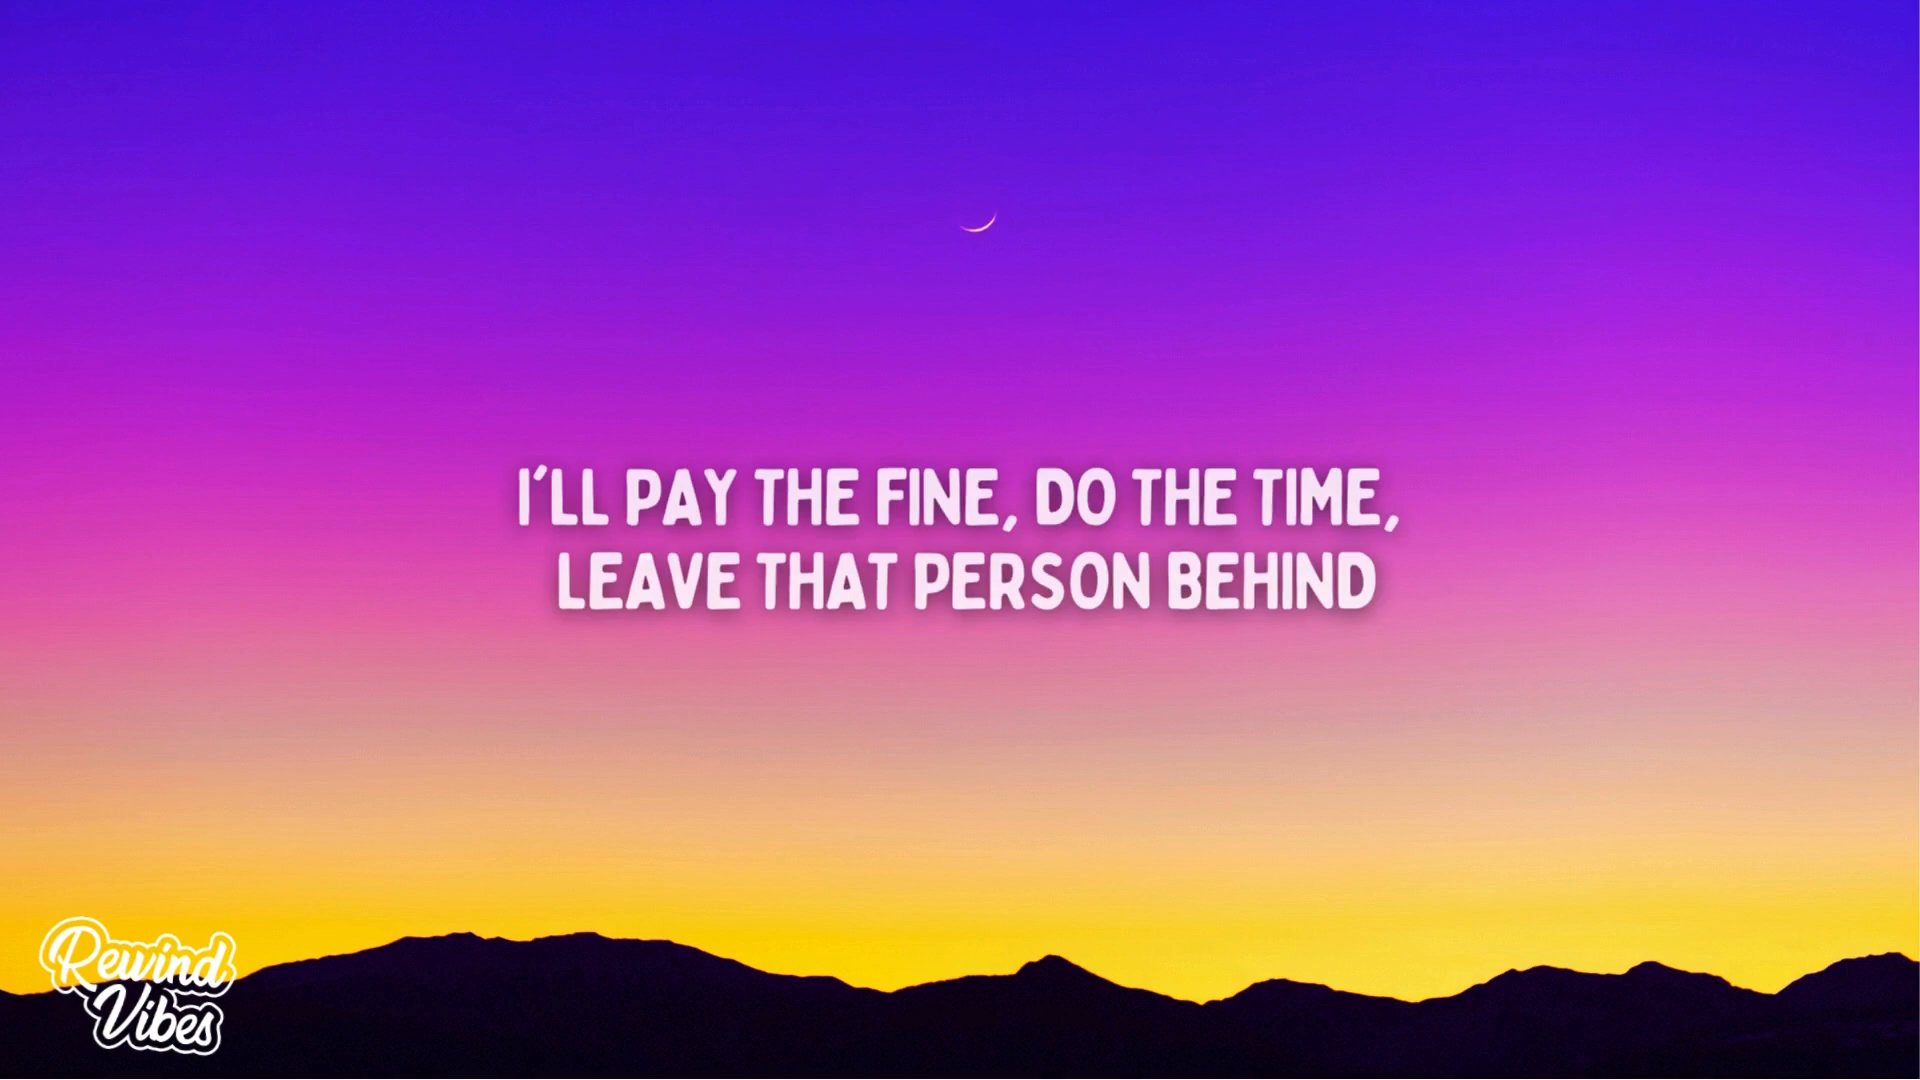 I'LL PAY THE FINE, DO THE TIME,
LEAVE THAT PERSON BEHIND
Rewind
Vibes